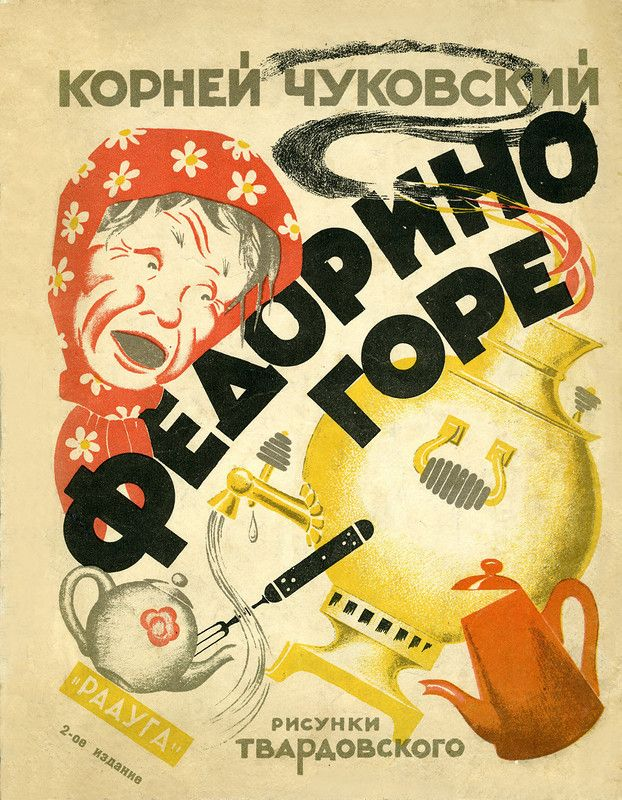 КОРНЕЙ ЧУКОВСКИЙ
ФЕДОРИНО
ГОРЕ
"РАДУГА"
2-ое издание
РИСУНКИ
ТВАРДОВСКОГО